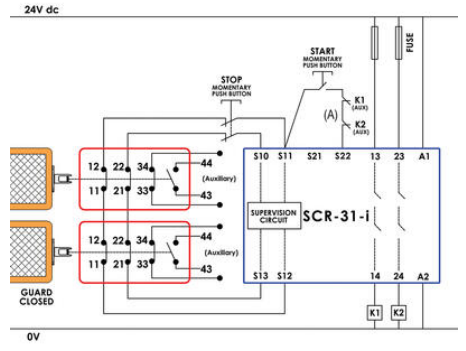 24V dc
START
MOMENTARY
PUSH BUTTON
FUSE
STOP
MOMENTARY
PUSH BUTTON
K1
(AUX)
(A)
K2
(AUX)
12 22 34 44
(Auxiliary)
11 21 33 43
S10 S11 S21 S22 13 23 A1
SUPERVISION
CIRCUIT
SCR-31-i
12 22 34 44
(Auxiliary)
11 21 33 43
S13 S12 14 24 A2
GUARD
CLOSED
K1 K2
0V